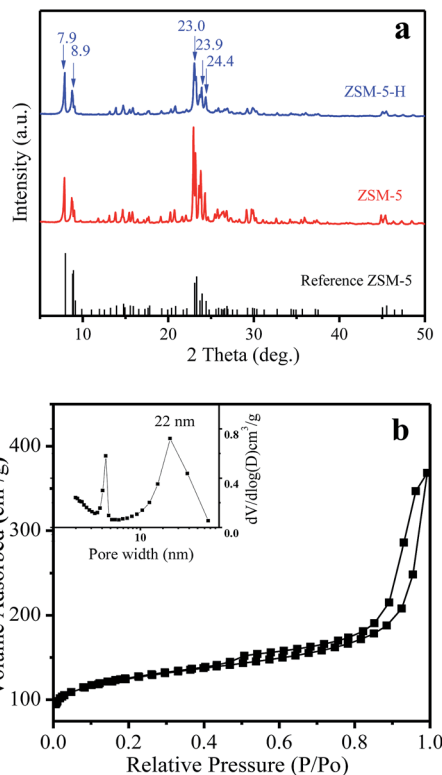 a
23.0
7.9
23.9
8.9
24.4
ZSM-5-H
ZSM-5
Reference ZSM-5
Intensity (a.u.)
10 20 30 40 50
2 Theta (deg.)
b
22 nm
0.8
0.4
0.0
dV/dlog(D)cm³/g
10
Pore width (nm)
400
300
200
100
0.0 0.2 0.4 0.6 0.8 1.0
Relative Pressure (P/Po)